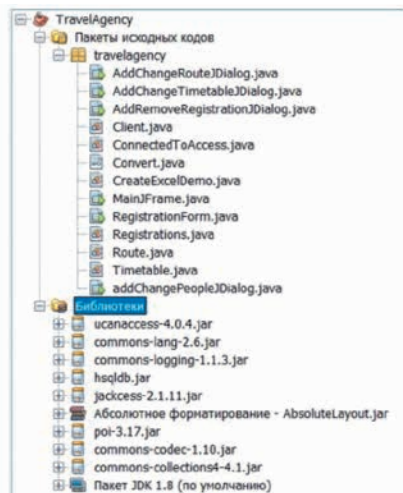 TravelAgency
Пакеты исходных кодов
travelagency
AddChangeRouteJDialog.java
AddChangeTimetableJDialog.java
AddRemoveRegistrationJDialog.java
Client.java
ConnectedToAccess.java
Convert.java
CreateExcelDemo.java
MainJFrame.java
RegistrationForm.java
Registrations.java
Route.java
Timetable.java
addChangePeopleJDialog.java
Библиотеки
ucanaccess-4.0.4.jar
commons-lang-2.6.jar
commons-logging-1.1.3.jar
hsqldb.jar
jackcess-2.1.11.jar
Абсолютное форматирование - AbsoluteLayout.jar
poi-3.17.jar
commons-codec-1.10.jar
commons-collections4-4.1.jar
Пакет JDK 1.8 (по умолчанию)